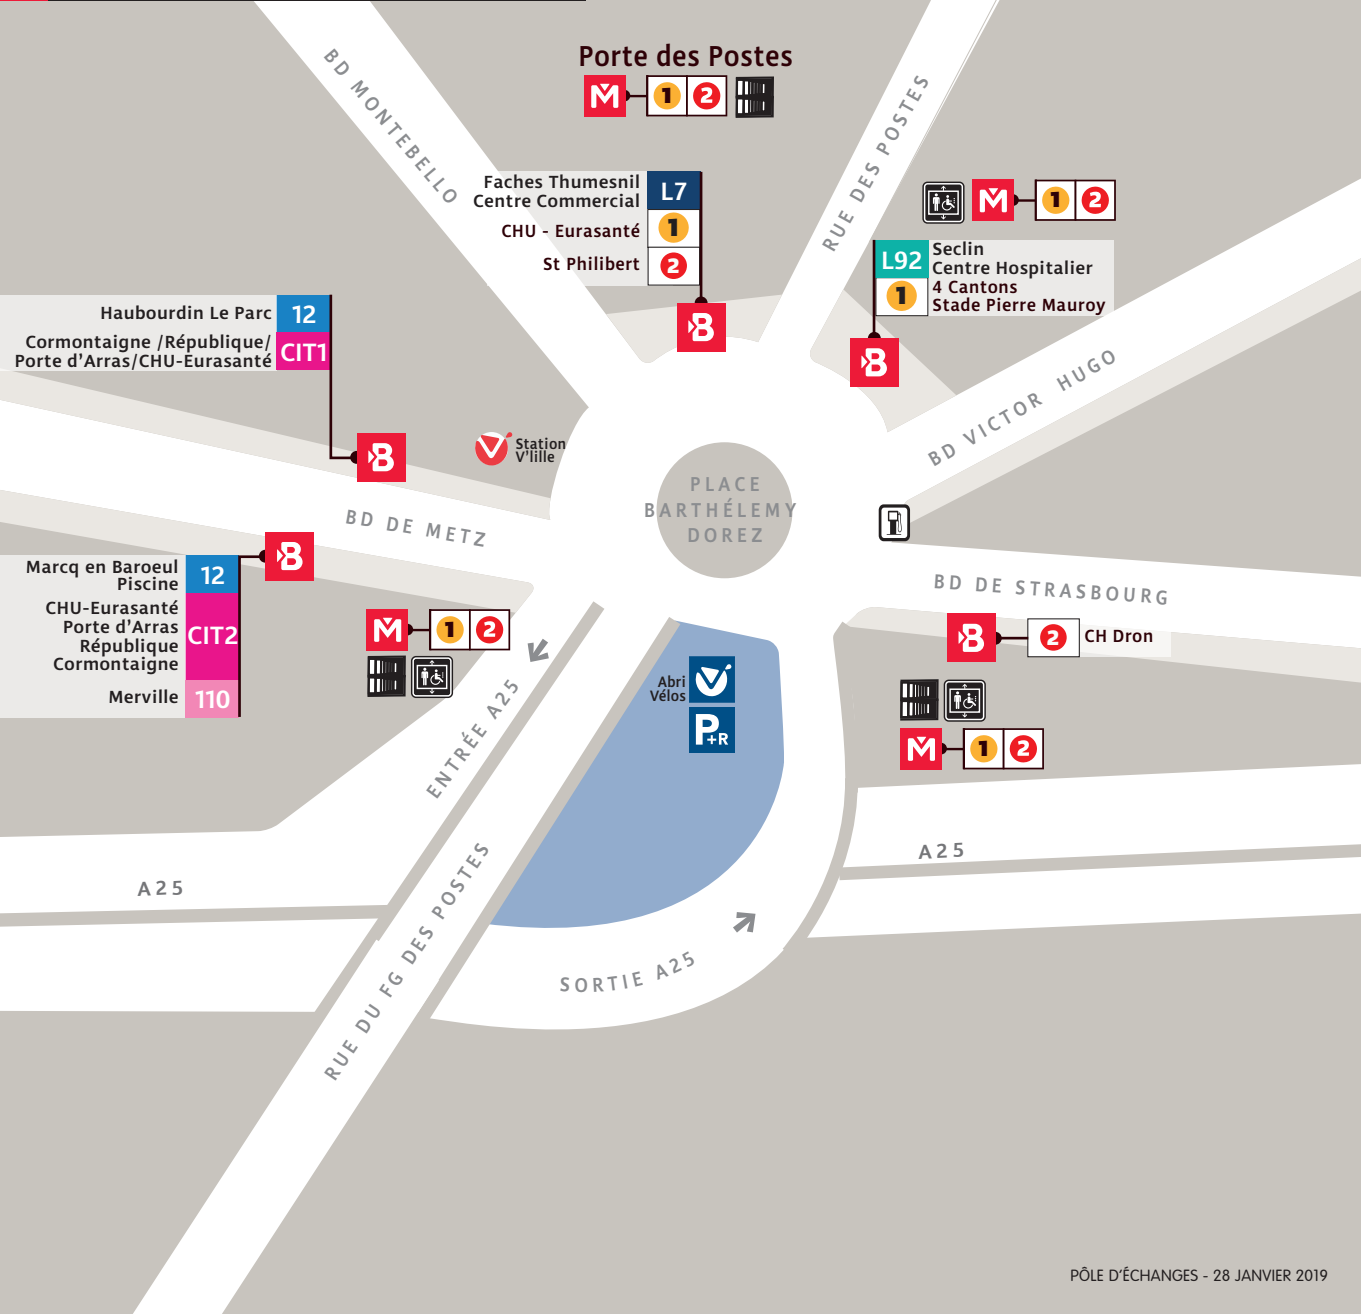 Porte des Postes
M 1 2
BD MONTEBELLO
RUE DES POSTES
Faches Thumesnil
Centre Commercial
L7
CHU - Eurasanté
1
St Philibert
2
B
M 1 2
L92
Seclin
Centre Hospitalier
1
4 Cantons
Stade Pierre Mauroy
B
Haubourdin Le Parc
12
Cormontaigne /République/
Porte d'Arras/CHU-Eurasanté
CIT1
B
Station
V'lille
BD VICTOR HUGO
PLACE
BARTHÉLEMY
DOREZ
BD DE METZ
B
Marcq en Baroeul
Piscine
12
CHU-Eurasanté
Porte d'Arras
République
Cormontaigne
CIT2
Merville
110
BD DE STRASBOURG
B 2 CH Dron
M 1 2
ENTRÉE A25
Abri
Vélos
P+R
M 1 2
A25
A25
RUE DU FG DES POSTES
SORTIE A25
PÔLE D'ÉCHANGES - 28 JANVIER 2019